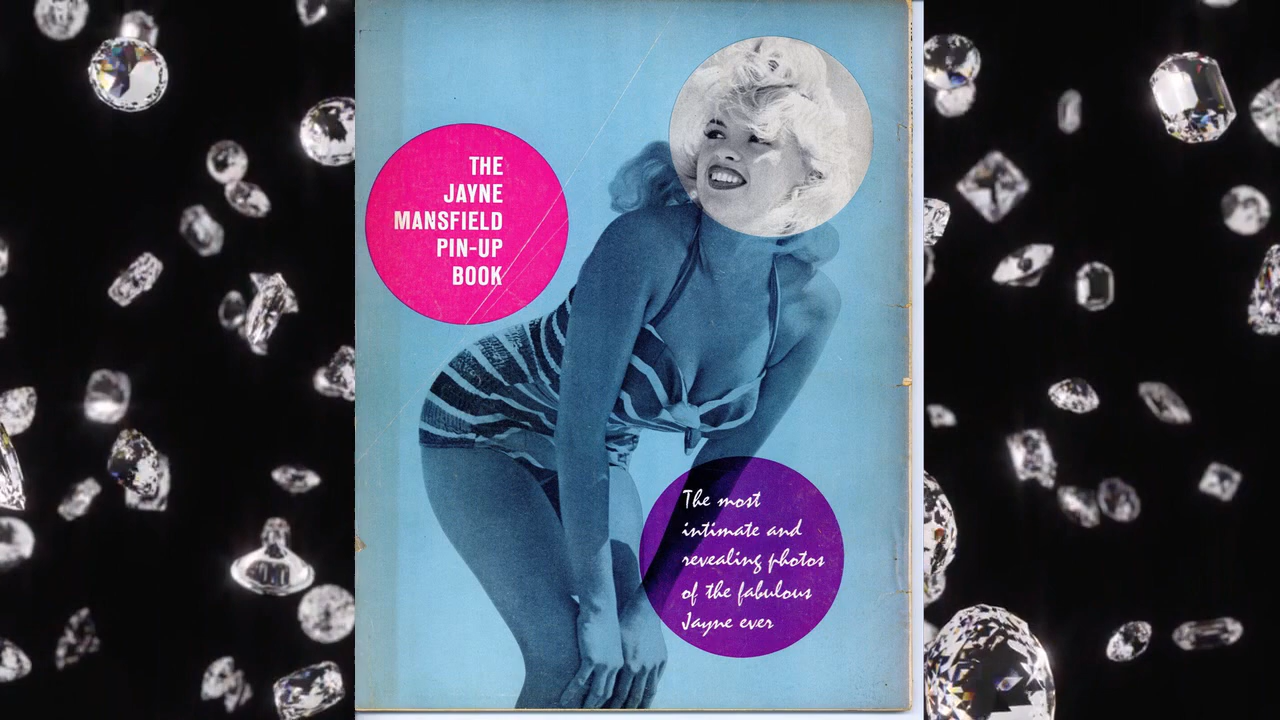 THE
JAYNE
MANSFIELD
PIN-UP
BOOK
The most
intimate and
revealing photos
of the fabulous
Jayne ever